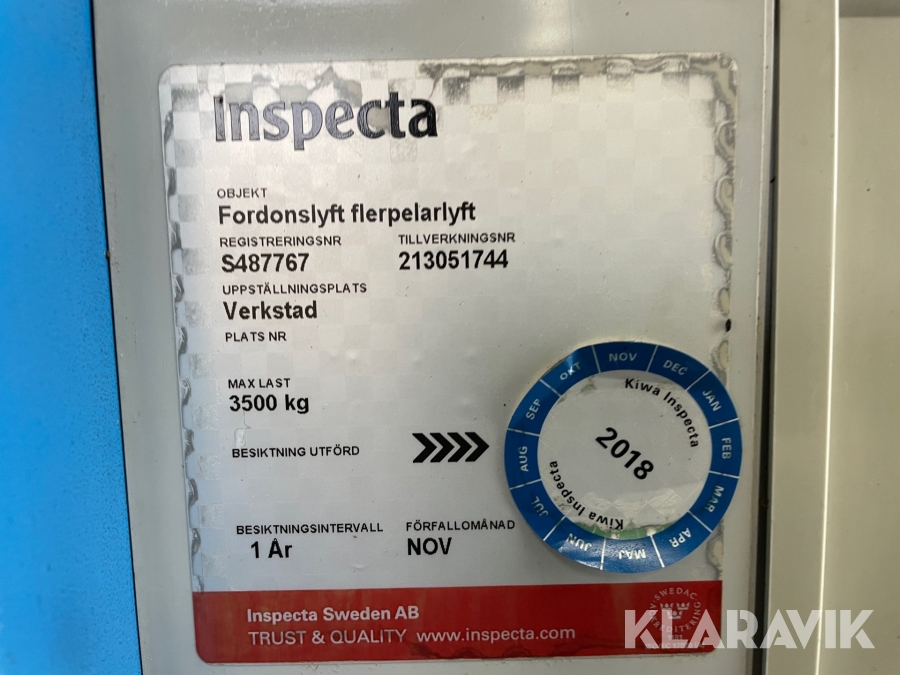 Inspecta
OBJEKT
Fordonslyft flerpelarlyft
REGISTRERINGSNR TILLVERKNINGSNR
S487767 213051744
UPPSTÄLLNINGSPLATS
Verkstad
PLATS NR
MAX LAST
3500 kg
BESIKTNING UTFÖRD
BESIKTNINGSINTERVALL FÖRFALLOMÅNAD
1 År NOV
NOV
DEC
JAN
FEB
MAR
APR
MAJ
JUN
JUL
AUG
SEP
OKT
Kiwa Inspecta
2018
Kiwa Inspecta
Inspecta Sweden AB
TRUST & QUALITY www.inspecta.com
SWEDAC
KLARAVIK